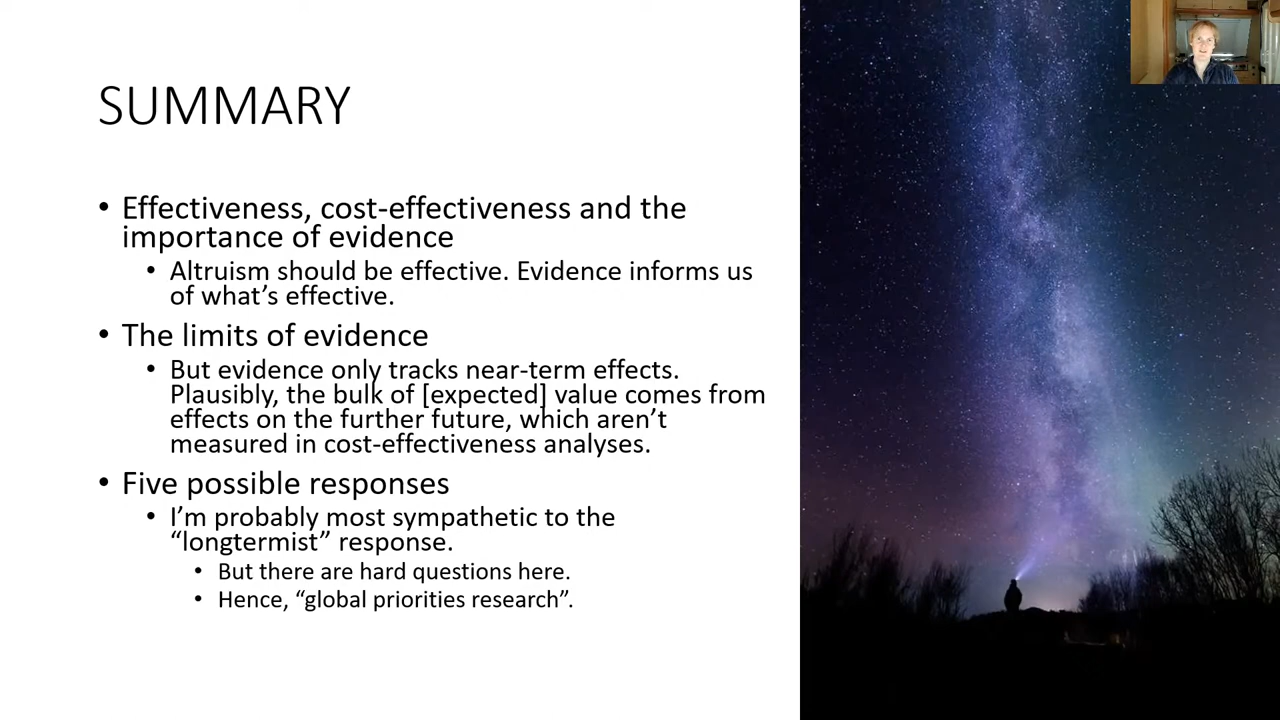 SUMMARY
• Effectiveness, cost-effectiveness and the
importance of evidence
• Altruism should be effective. Evidence informs us
of what’s effective.
• The limits of evidence
• But evidence only tracks near-term effects.
Plausibly, the bulk of [expected] value comes from
effects on the further future, which aren’t
measured in cost-effectiveness analyses.
• Five possible responses
• I’m probably most sympathetic to the
“longtermist” response.
• But there are hard questions here.
• Hence, “global priorities research”.